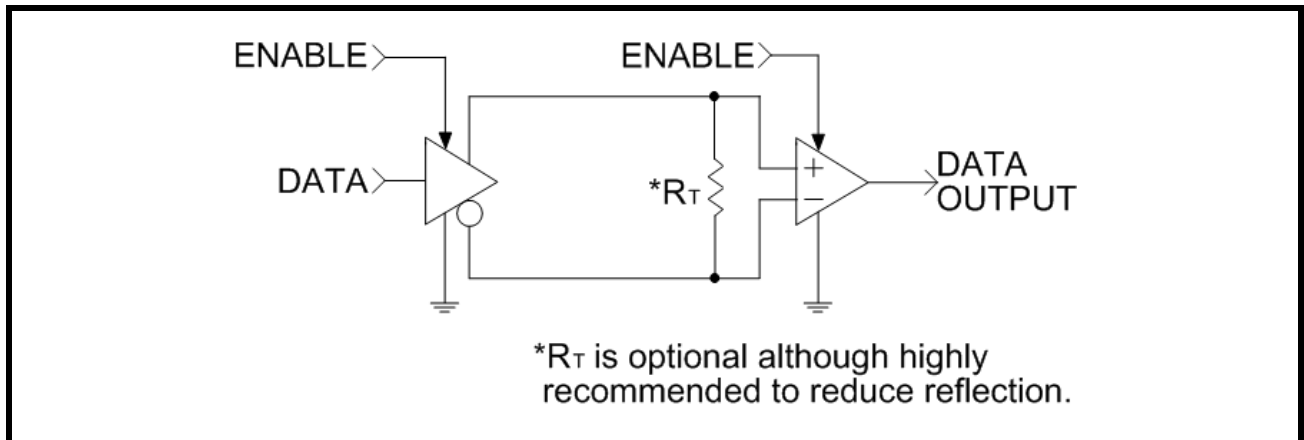 ENABLE
ENABLE
DATA
*RT
+
−
DATA
OUTPUT
*RT is optional although highly
recommended to reduce reflection.